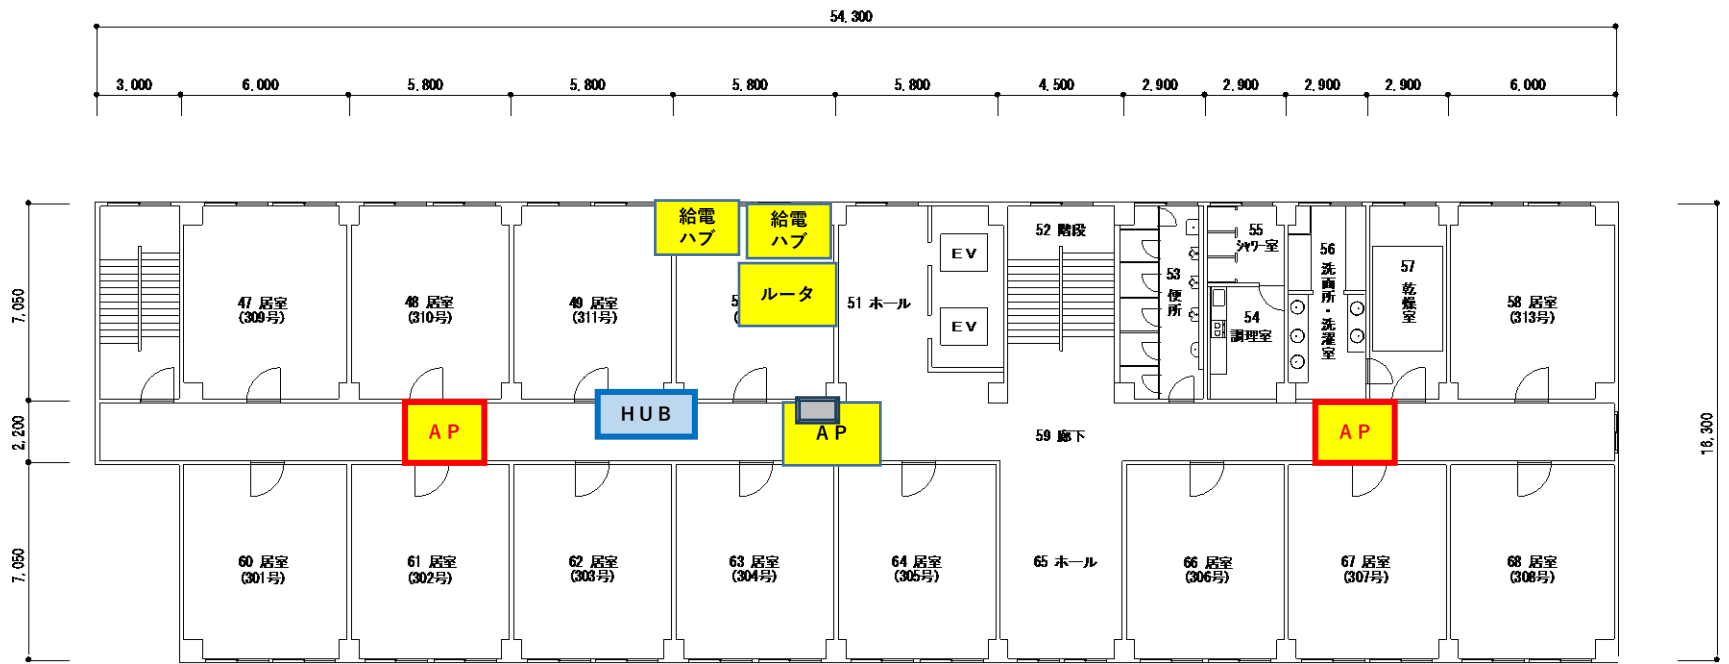 54,300
3,000
6,000
5,800
5,800
5,800
5,800
4,500
2,900
2,900
2,900
2,900
6,000
給電
ハブ
給電
ハブ
ルータ
47 居室
(309号)
48 居室
(310号)
49 居室
(311号)
5
(
51 ホール
EV
EV
52 階段
53 便所
55
シャワー室
54
調理室
56 洗面所・洗濯室
57 乾燥室
58 居室
(313号)
7,050
2,200
7,050
16,300
AP
HUB
AP
59 廊下
AP
60 居室
(301号)
61 居室
(302号)
62 居室
(303号)
63 居室
(304号)
64 居室
(305号)
65 ホール
66 居室
(306号)
67 居室
(307号)
68 居室
(308号)